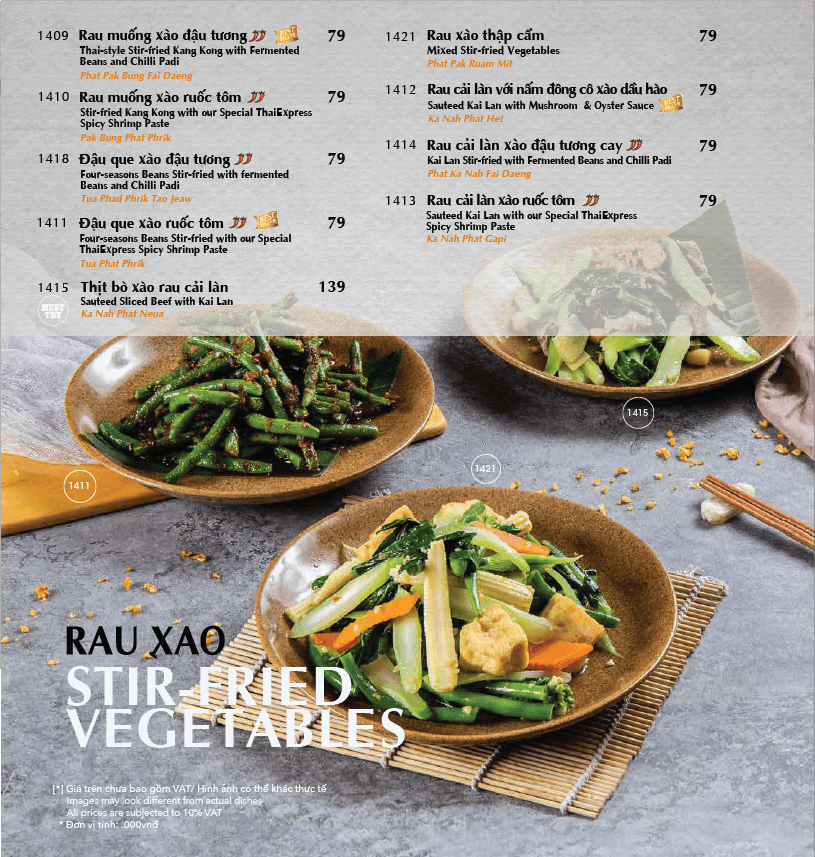 1409 Rau muống xào đậu tương BEST 79
Thai-style Stir-fried Kang Kong with Fermented
Beans and Chilli Padi
Phat Pak Bung Fai Daeng
1410 Rau muống xào ruốc tôm 79
Stir-fried Kang Kong with our Special ThaiExpress
Spicy Shrimp Paste
Pak Bung Phat Phrik
1418 Đậu que xào đậu tương 79
Four-seasons Beans Stir-fried with fermented
Beans and Chilli Padi
Tua Phad Phrik Tao Jeaw
1411 Đậu que xào ruốc tôm BEST 79
Four-seasons Beans Stir-fried with our Special
ThaiExpress Spicy Shrimp Paste
Tua Phat Phrik
1415 Thịt bò xào rau cải làn 139
Sauteed Sliced Beef with Kai Lan
Ka Nah Phat Neua
MUST
TRY
1421 Rau xào thập cẩm 79
Mixed Stir-fried Vegetables
Phat Pak Ruam Mit
1412 Rau cải làn với nấm đông cô xào dầu hào 79
Sauteed Kai Lan with Mushroom & Oyster Sauce BEST
Ka Nah Phat Het
1414 Rau cải làn xào đậu tương cay 79
Kai Lan Stir-fried with Fermented Beans and Chilli Padi
Phat Ka Nah Fai Daeng
1413 Rau cải làn xào ruốc tôm 79
Sauteed Kai Lan with our Special ThaiExpress
Spicy Shrimp Paste
Ka Nah Phat Gapi
1415
1421
1411
RAU XAO
STIR-FRIED
VEGETABLES
[*] Giá trên chưa bao gồm VAT/ Hình ảnh có thể khác thực tế
Images may look different from actual dishes
All prices are subjected to 10% VAT
* Đơn vị tính: .000vnđ